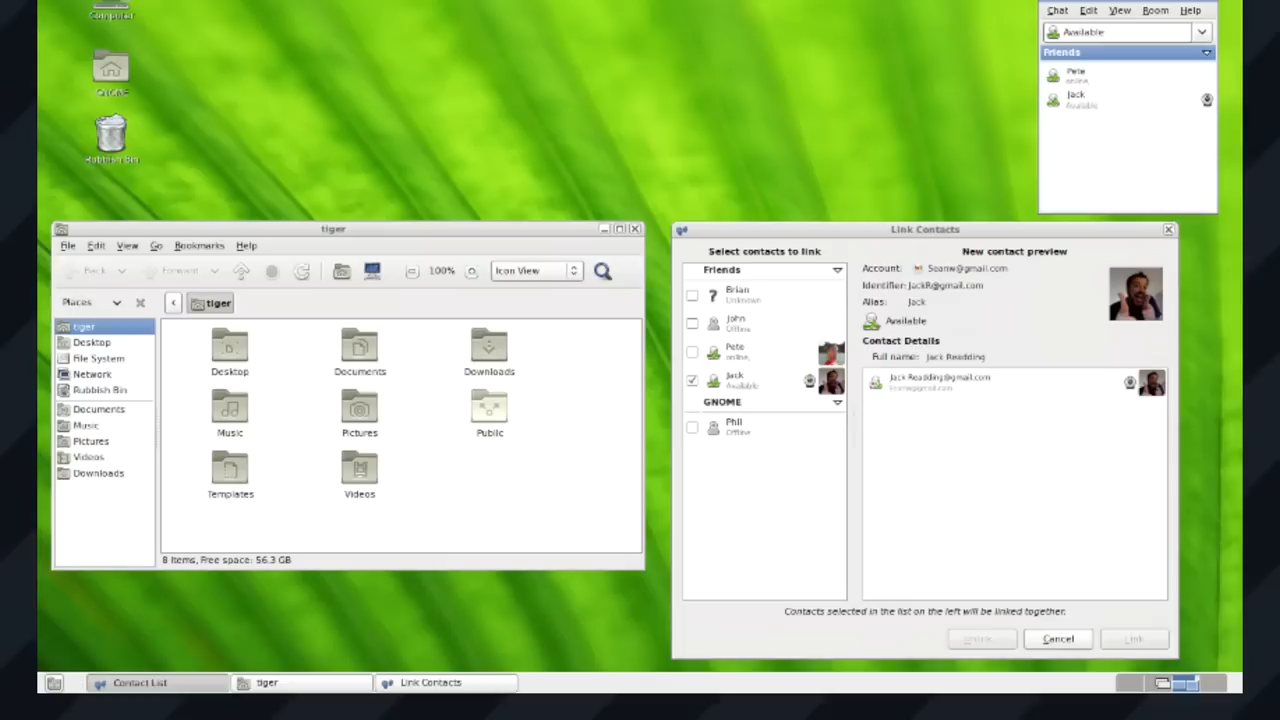 Computer
Rubbish Bin
Chat Edit View Room Help
Available
Friends
Pete
online,
Jack
Available
tiger
File Edit View Go Bookmarks Help
Back Forward 100% Icon View
Places tiger
tiger
Desktop
File System
Network
Rubbish Bin
Documents
Music
Pictures
Videos
Downloads
Desktop Documents Downloads
Music Pictures Public
Templates Videos
8 items, Free space: 56.3 GB
Link Contacts
Select contacts to link
Friends
Brian
Unknown
John
Offline
Pete
online,
Jack
Available
GNOME
Phil
Offline
New contact preview
Account: Seanw@gmail.com
Identifier: JackR@gmail.com
Alias: Jack
Available
Contact Details
Full name: Jack Readding
Jack Readding@gmail.com
Contacts selected in the list on the left will be linked together.
Cancel Link
Contact List tiger Link Contacts